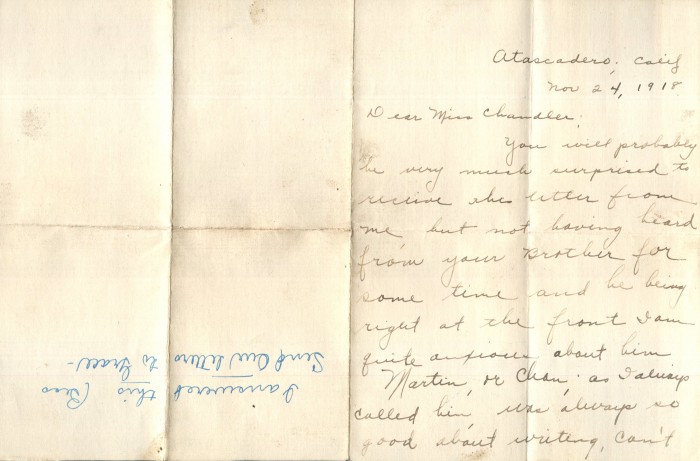 Atascadero, Calif
Nov 24, 1918.
Dear Miss Chandler;
You will probably
be very much surprised to
receive this letter from
me but not having heard
from your Brother for
some time and he being
right at the front I am
quite anxious about him
Martin, or Chan; as I always
called him, was always so
good about writing, can't
I answered this (Bess
Send Our letters to Grace-